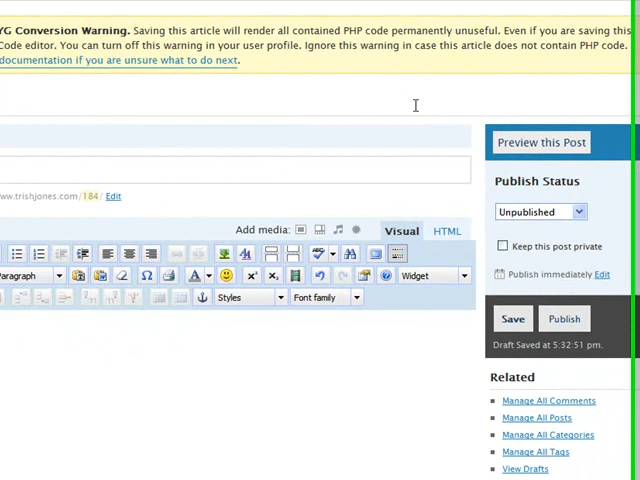 YG Conversion Warning. Saving this article will render all contained PHP code permanently unuseful. Even if you are saving this
Code editor. You can turn off this warning in your user profile. Ignore this warning in case this article does not contain PHP code.
documentation if you are unsure what to do next.
Preview this Post
Publish Status
ww.trishjones.com/184/ Edit
Unpublished
Add media:
Visual
HTML
Keep this post private
Paragraph
Widget
Publish immediately Edit
Styles
Font family
Save
Publish
Draft Saved at 5:32:51 pm.
Related
Manage All Comments
Manage All Posts
Manage All Categories
Manage All Tags
View Drafts